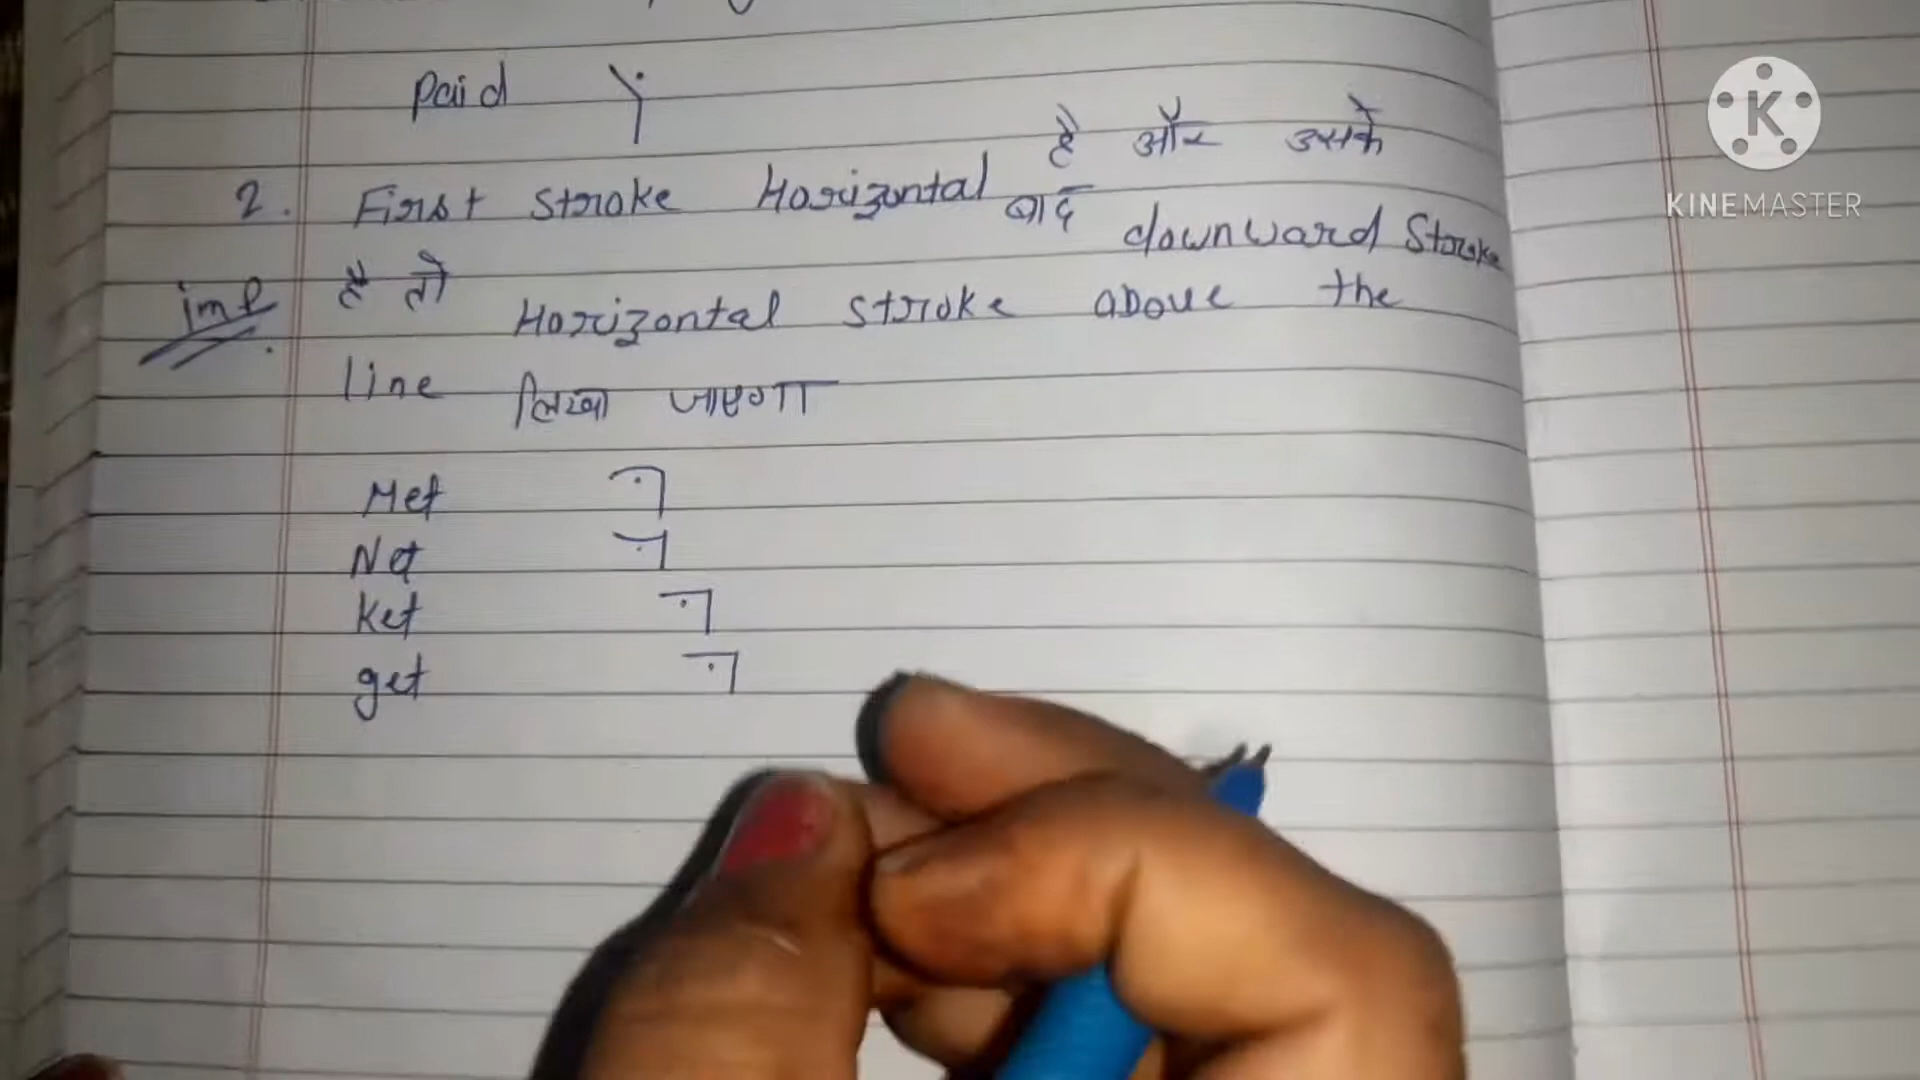 Paid
2. First Stroke Horizontal है और उसके
बाद downward Stroke
imp है तो Horizontal stroke above the
line लिखा जाएगा
Met
Net
Ket
get
K
KINEMASTER